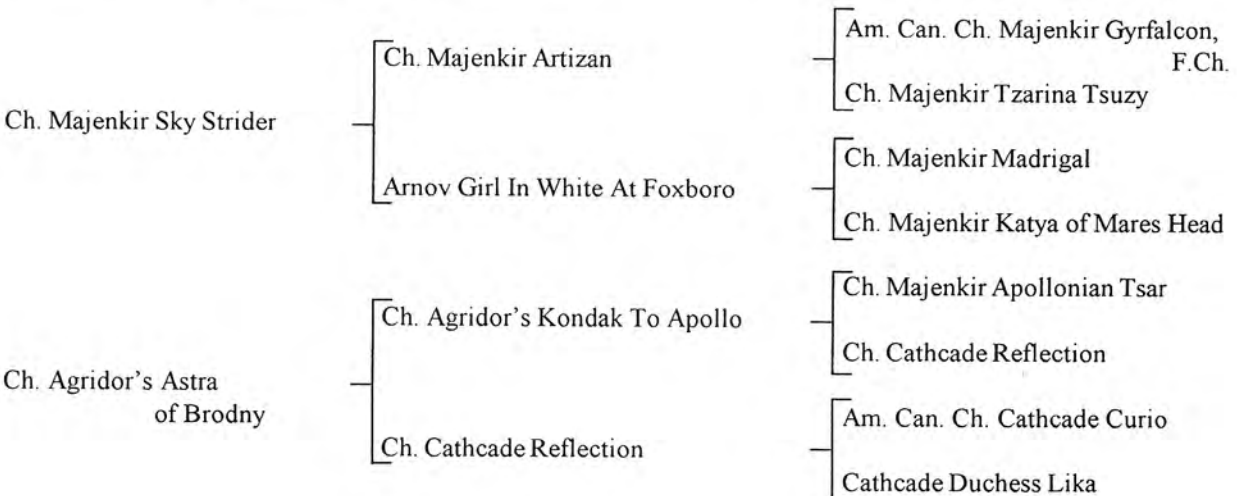 Am. Can. Ch. Majenkir Gyrfalcon,
F.Ch.
Ch. Majenkir Artizan
Ch. Majenkir Tzarina Tsuzy
Ch. Majenkir Sky Strider
Ch. Majenkir Madrigal
Arnov Girl In White At Foxboro
Ch. Majenkir Katya of Mares Head
Ch. Majenkir Apollonian Tsar
Ch. Agridor's Kondak To Apollo
Ch. Cathcade Reflection
Ch. Agridor's Astra
of Brodny
Am. Can. Ch. Cathcade Curio
Ch. Cathcade Reflection
Cathcade Duchess Lika